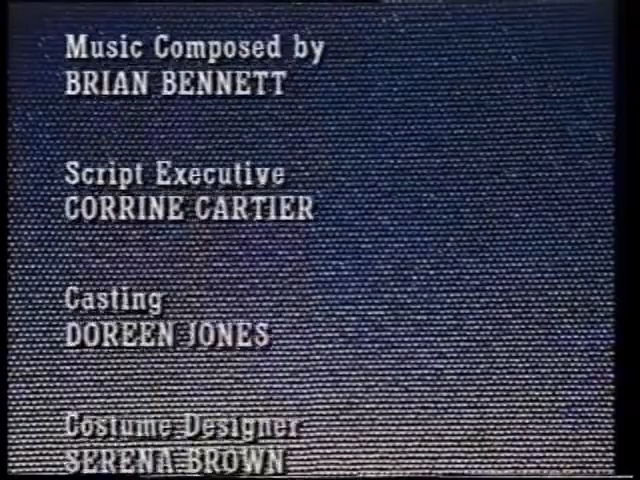 Music Composed by
BRIAN BENNETT
Script Executive
CORRINE CARTIER
Casting
DOREEN JONES
Costume Designer
SERENA BROWN